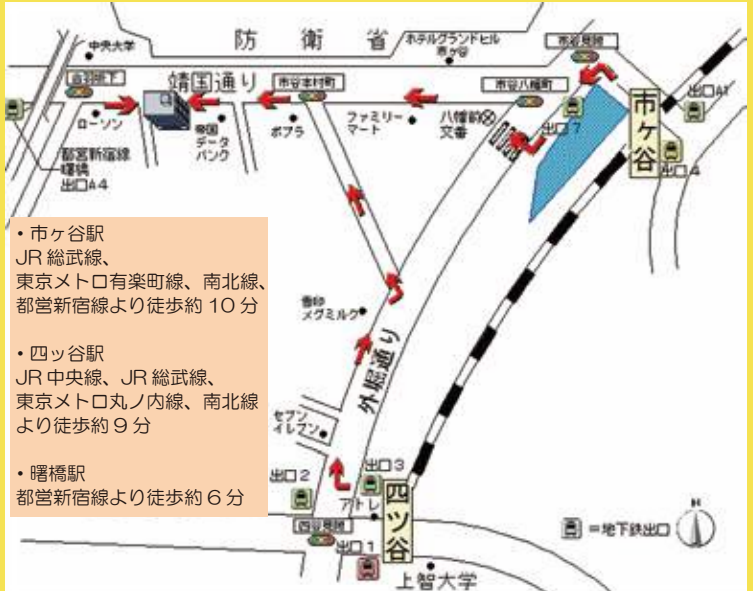 防衛省
ホテルグランドヒル
市ヶ谷
市谷見附
中央大学
合羽坂下
靖国通り
市谷本村町
市谷八幡町
出口A1
市ヶ谷
ローソン
帝国
データ
バンク
ポプラ
ファミリー
マート
八幡前
交番
出口7
出口4
都営新宿線
曙橋
出口A4
・市ヶ谷駅
JR総武線、
東京メトロ有楽町線、南北線、
都営新宿線より徒歩約10分
・四ッ谷駅
JR中央線、JR総武線、
東京メトロ丸ノ内線、南北線
より徒歩約9分
・曙橋駅
都営新宿線より徒歩約6分
雪印
メグミルク
外堀通り
セブン
イレブン
出口2
出口3
アトレ
四ツ谷
四谷見附
出口1
上智大学
=地下鉄出口
N